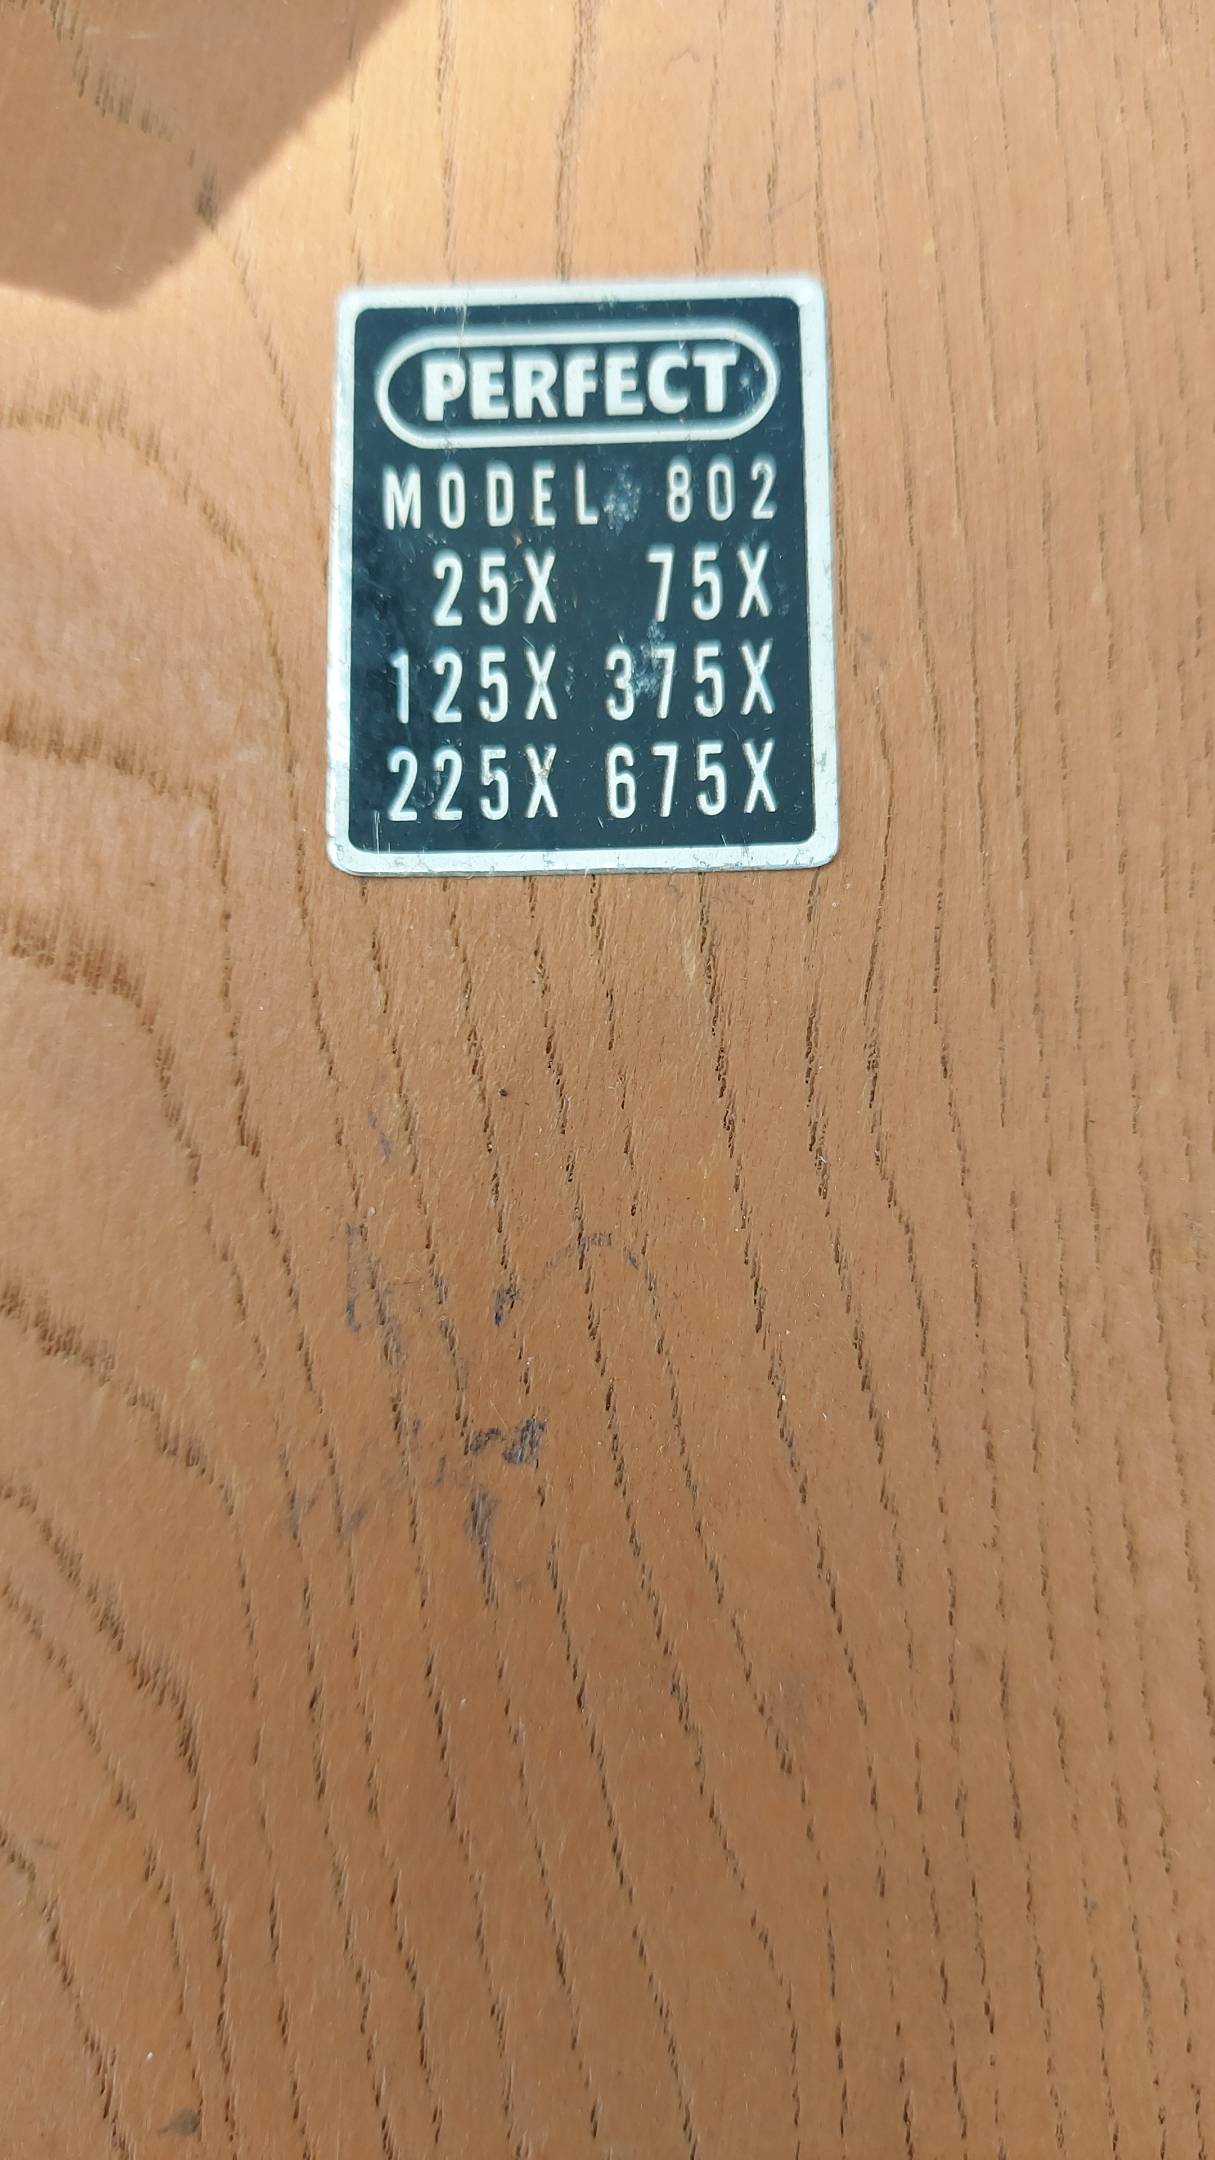 PERFECT
MODEL 802
25X 75X
125X 375X
225X 675X